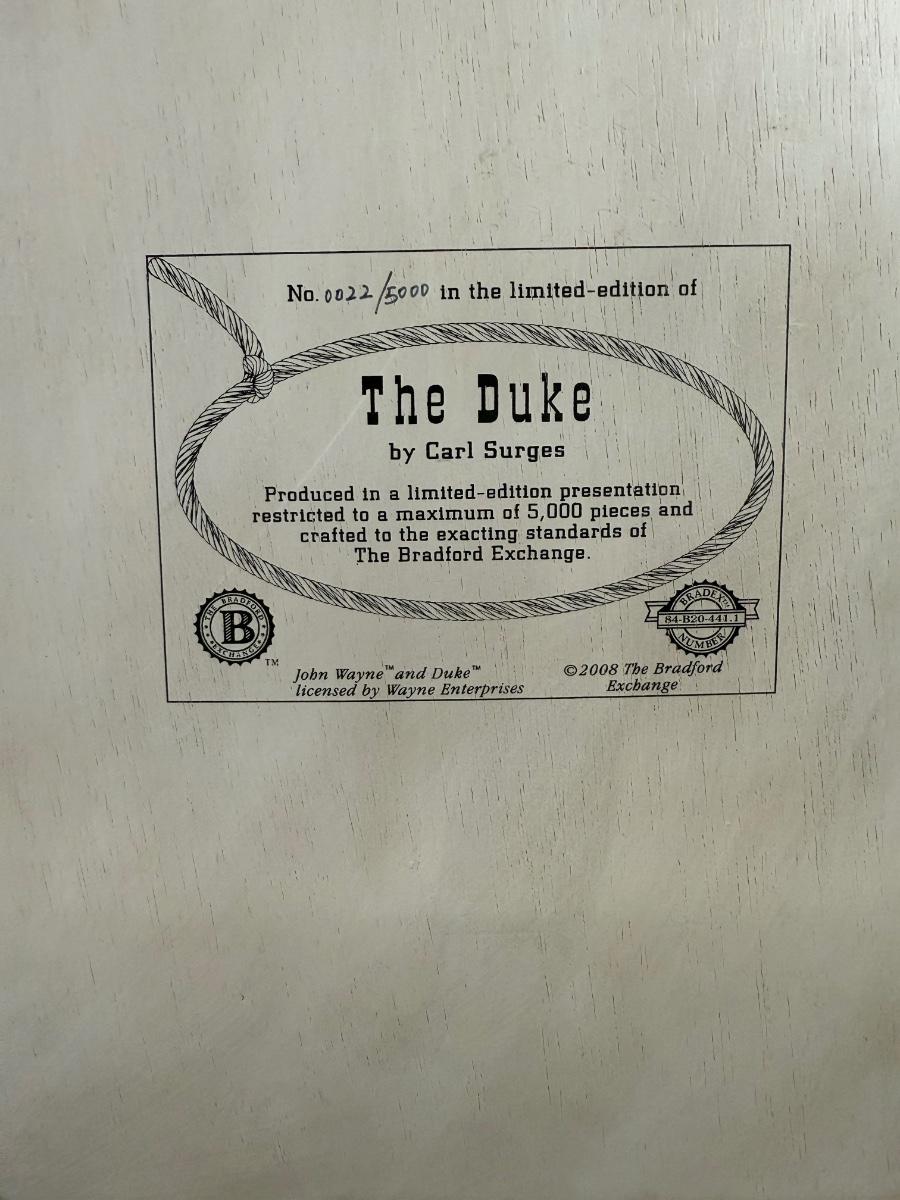 No. 0022/5000 in the limited-edition of
The Duke
by Carl Surges
Produced in a limited-edition presentation
restricted to a maximum of 5,000 pieces and
crafted to the exacting standards of
The Bradford Exchange.
THE BRADFORD
B
EXCHANGE
TM
BRADEX™
84-B20-441.1
NUMBER
John Wayne™ and Duke™
licensed by Wayne Enterprises
©2008 The Bradford
Exchange